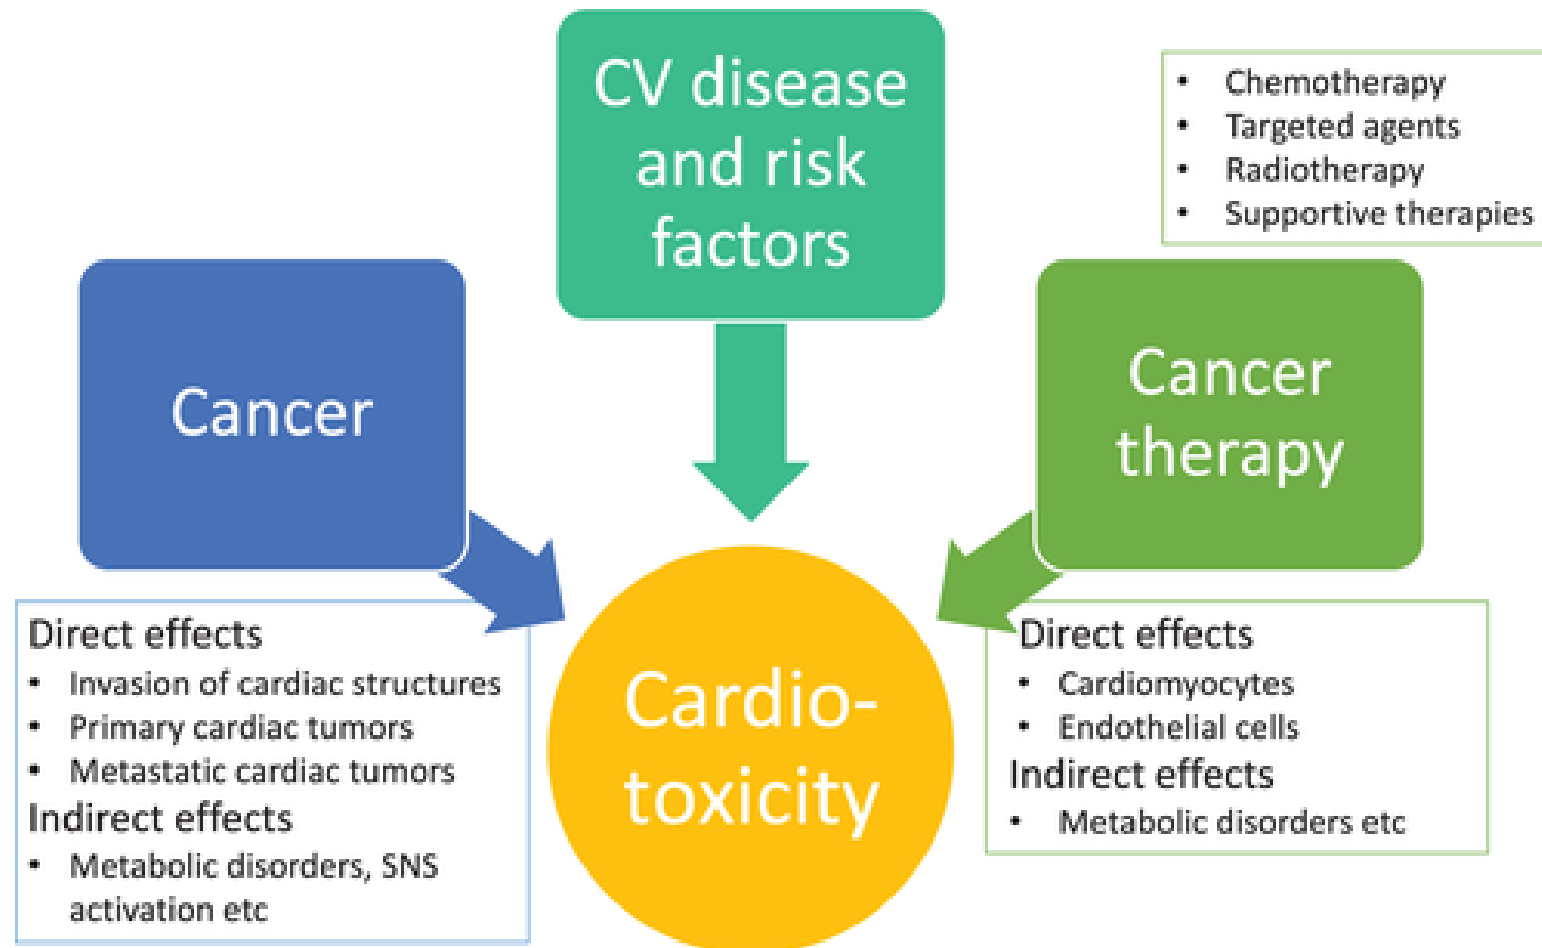 CV disease
and risk
factors
• Chemotherapy
• Targeted agents
• Radiotherapy
• Supportive therapies
Cancer
Cancer
therapy
Direct effects
• Invasion of cardiac structures
• Primary cardiac tumors
• Metastatic cardiac tumors
Indirect effects
• Metabolic disorders, SNS
activation etc
Cardio-
toxicity
Direct effects
• Cardiomyocytes
• Endothelial cells
Indirect effects
• Metabolic disorders etc